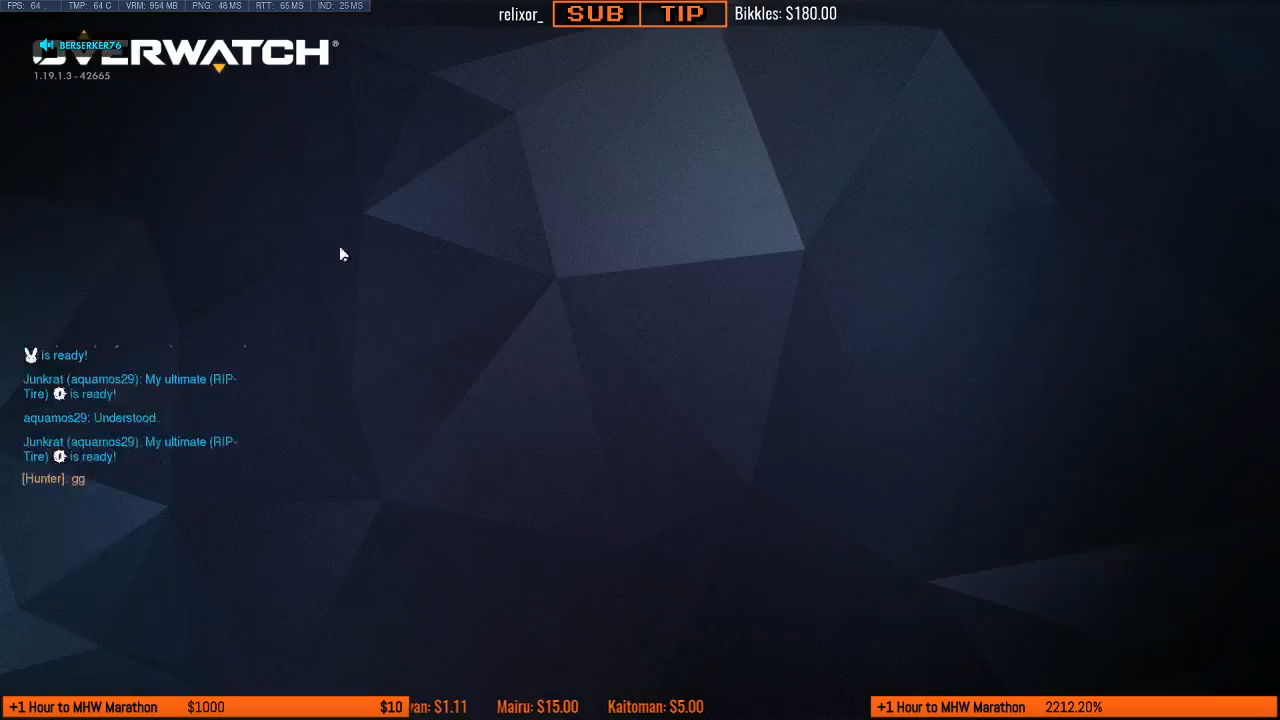 FPS: 64 TMP: 64 C VRM: 954 MB PNG: 48 MS RTT: 65 MS IND: 25 MS
relixor_ SUB TIP Bikkles: $180.00
BERSERKER76
OVERWATCH®
1.19.1.3 - 42665
is ready!
Junkrat (aquamos29): My ultimate (RIP-
Tire) is ready!
aquamos29: Understood.
Junkrat (aquamos29): My ultimate (RIP-
Tire) is ready!
[Hunter]: gg
+1 Hour to MHW Marathon $1000 $10 van: $1.11 Mairu: $15.00 Kaitoman: $5.00 +1 Hour to MHW Marathon 2212.20%